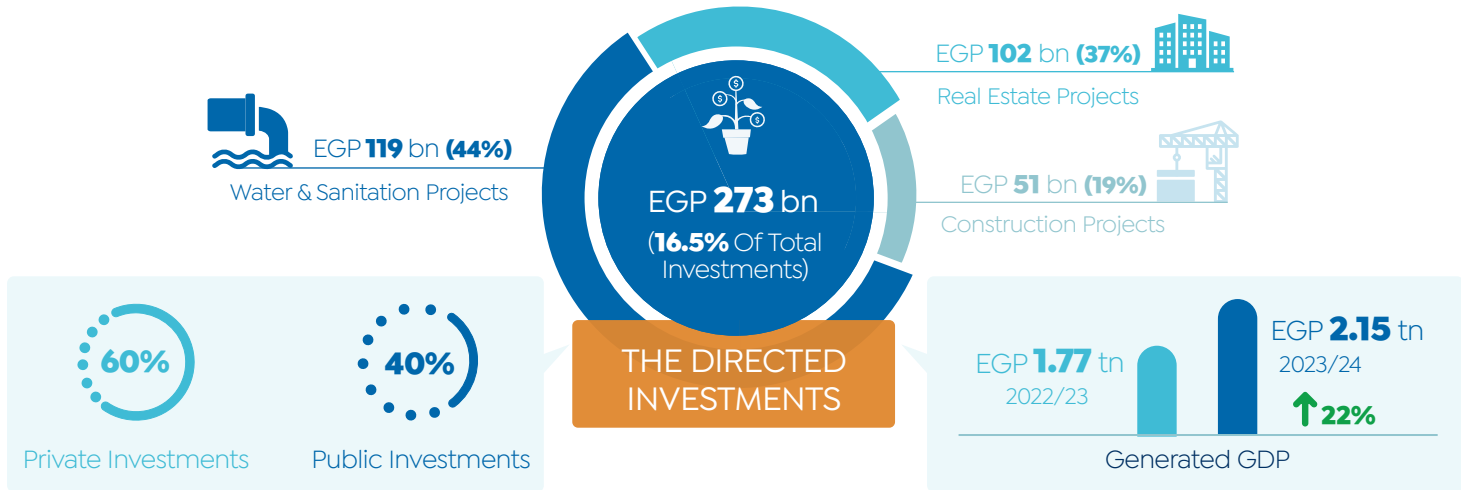 EGP 119 bn (44%)
Water & Sanitation Projects
EGP 102 bn (37%)
Real Estate Projects
EGP 51 bn (19%)
Construction Projects
EGP 273 bn
(16.5% Of Total
Investments)
THE DIRECTED
INVESTMENTS
60%
Private Investments
40%
Public Investments
EGP 1.77 tn
2022/23
EGP 2.15 tn
2023/24
22%
Generated GDP